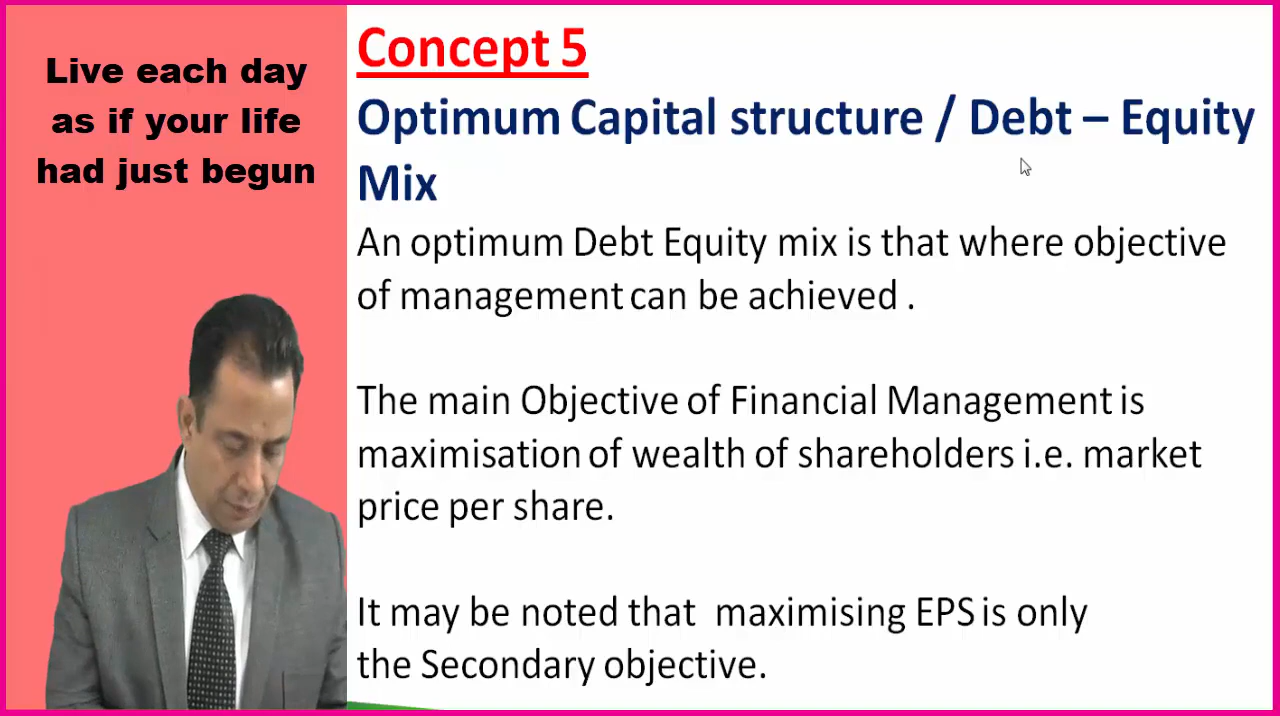 Live each day
as if your life
had just begun
Concept 5
Optimum Capital structure / Debt – Equity
Mix
An optimum Debt Equity mix is that where objective
of management can be achieved .
The main Objective of Financial Management is
maximisation of wealth of shareholders i.e. market
price per share.
It may be noted that maximising EPS is only
the Secondary objective.